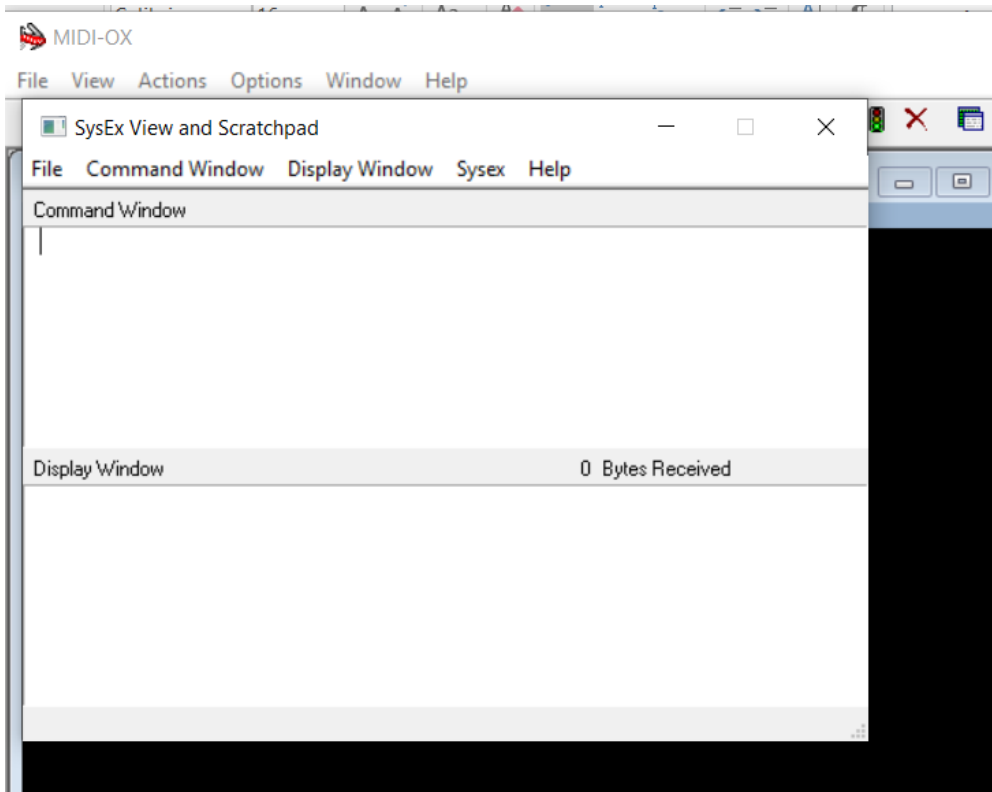 MIDI-OX
File View Actions Options Window Help
SysEx View and Scratchpad
File Command Window Display Window Sysex Help
Command Window
Display Window 0 Bytes Received